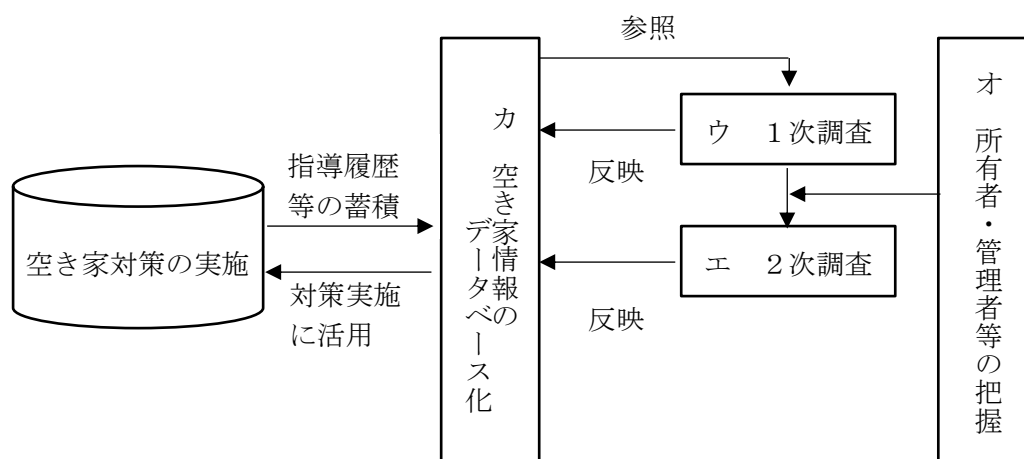 参照
カ　空き家情報の
データベース化
ウ　１次調査
オ　所有者・管理者等の把握
反映
指導履歴
等の蓄積
空き家対策の実施
エ　２次調査
対策実施
に活用
反映